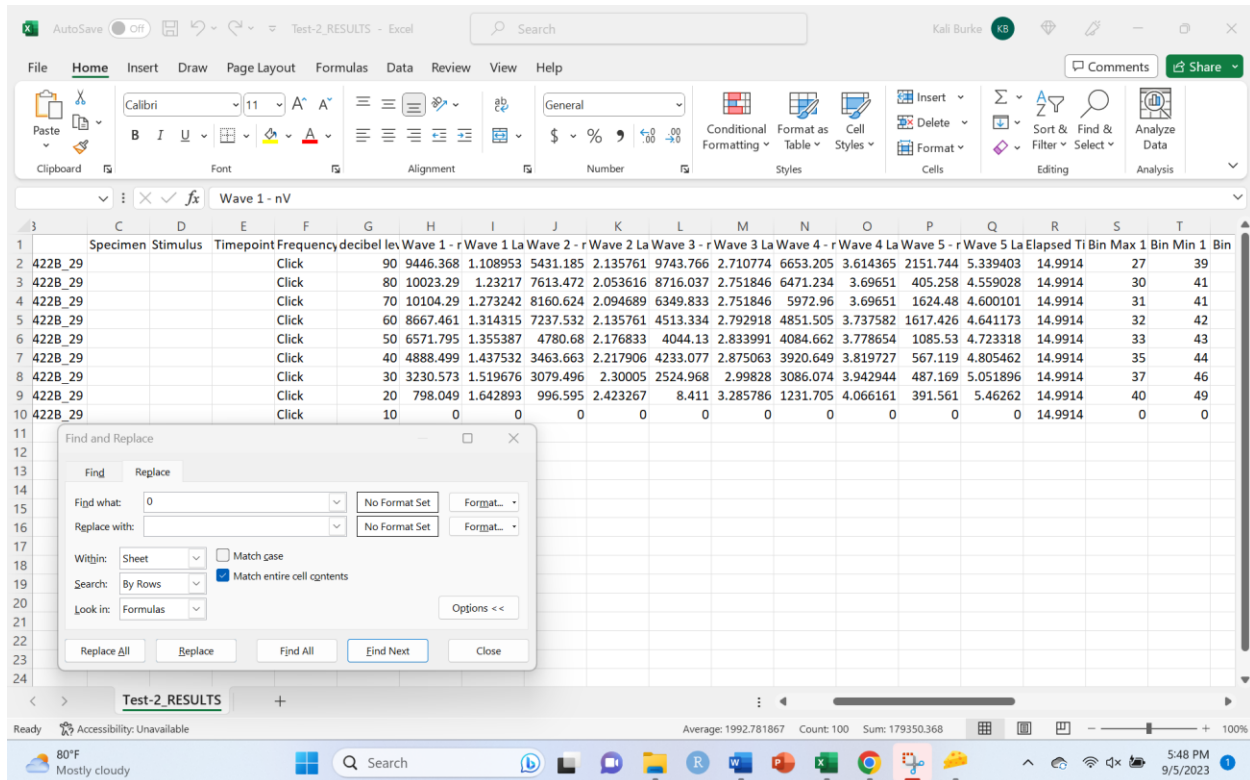 AutoSave Off Test-2_RESULTS - Excel Search Kali Burke KB
File Home Insert Draw Page Layout Formulas Data Review View Help Comments Share
Paste Calibri 11 A^ A˅ ab General Insert Σ
B I U A $ % 9 Conditional Formatting Format as Table Cell Styles Delete Format Sort & Filter Find & Select Analyze Data
Clipboard Font Alignment Number Styles Cells Editing Analysis
fx Wave 1 - nV
C D E F G H I J K L M N O P Q R S T
1 Specimen Stimulus Timepoint Frequency decibel lev Wave 1 - r Wave 1 La Wave 2 - r Wave 2 La Wave 3 - r Wave 3 La Wave 4 - r Wave 4 La Wave 5 - r Wave 5 La Elapsed Ti Bin Max 1 Bin Min 1 Bin
2 422B_29 Click 90 9446.368 1.108953 5431.185 2.135761 9743.766 2.710774 6653.205 3.614365 2151.744 5.339403 14.9914 27 39
3 422B_29 Click 80 10023.29 1.23217 7613.472 2.053616 8716.037 2.751846 6471.234 3.69651 405.258 4.559028 14.9914 30 41
4 422B_29 Click 70 10104.29 1.273242 8160.624 2.094689 6349.833 2.751846 5972.96 3.69651 1624.48 4.600101 14.9914 31 41
5 422B_29 Click 60 8667.461 1.314315 7237.532 2.135761 4513.334 2.792918 4851.505 3.737582 1617.426 4.641173 14.9914 32 42
6 422B_29 Click 50 6571.795 1.355387 4780.68 2.176833 4044.13 2.833991 4084.662 3.778654 1085.53 4.723318 14.9914 33 43
7 422B_29 Click 40 4888.499 1.437532 3463.663 2.217906 4233.077 2.875063 3920.649 3.819727 567.119 4.805462 14.9914 35 44
8 422B_29 Click 30 3230.573 1.519676 3079.496 2.30005 2524.968 2.99828 3086.074 3.942944 487.169 5.051896 14.9914 37 46
9 422B_29 Click 20 798.049 1.642893 996.595 2.423267 8.411 3.285786 1231.705 4.066161 391.561 5.46262 14.9914 40 49
10 422B_29 Click 10 0 0 0 0 0 0 0 0 0 0 14.9914 0 0
11
12
13
14
15
16
17
18
19
20
21
22
23
24
Find and Replace
Find Replace
Find what: 0 No Format Set Format...
Replace with: No Format Set Format...
Within: Sheet Match case
Search: By Rows Match entire cell contents
Look in: Formulas
Options <<
Replace All Replace Find All Find Next Close
Test-2_RESULTS +
Ready Accessibility: Unavailable Average: 1992.781867 Count: 100 Sum: 179350.368 - + 100%
80°F
Mostly cloudy
Search b R W P X
5:48 PM
9/5/2023
1